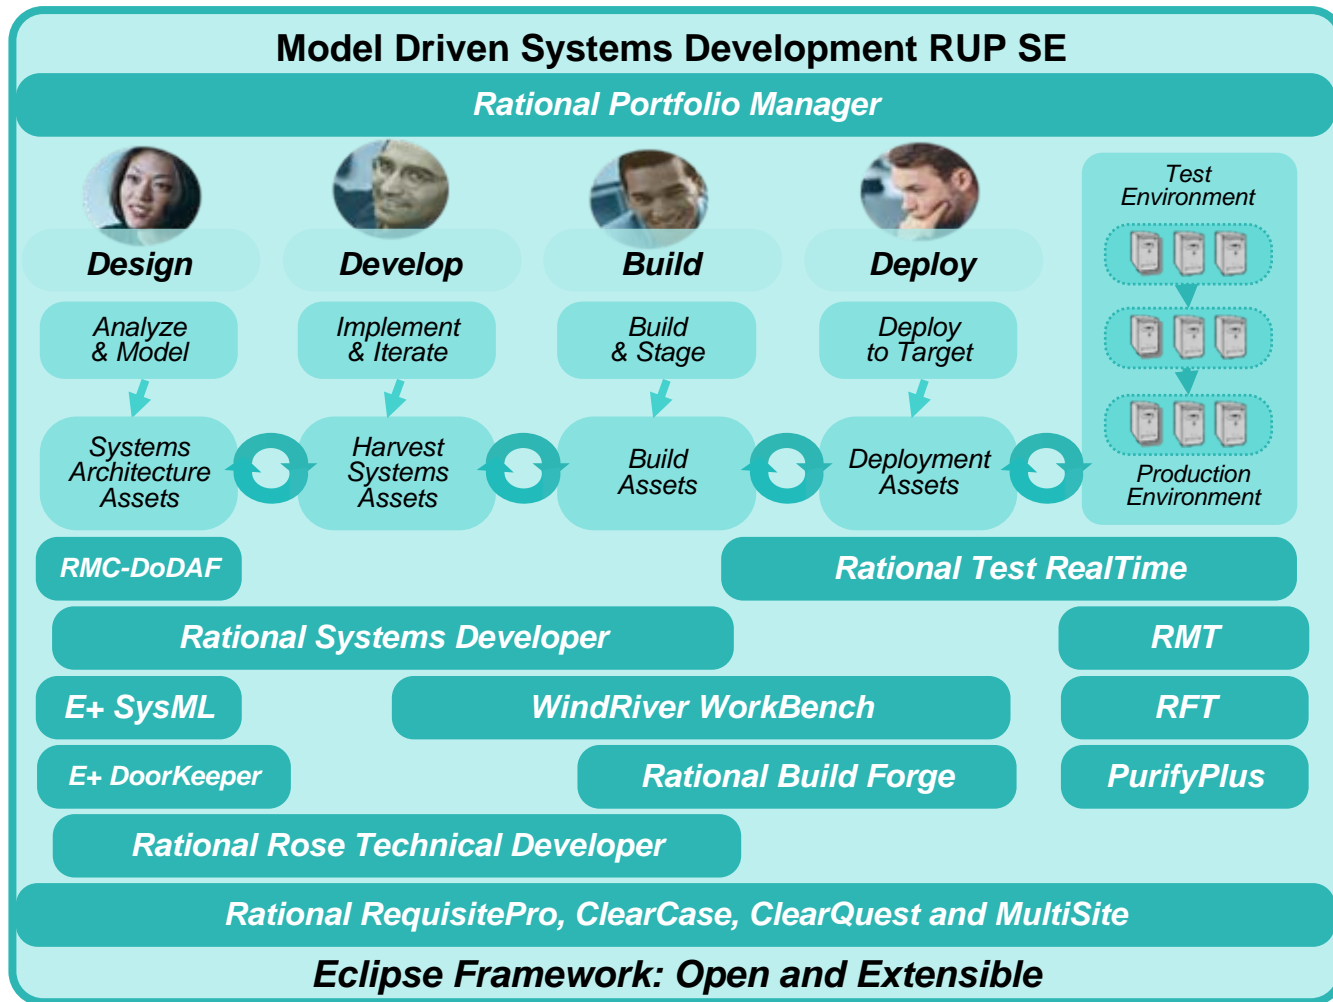 Model Driven Systems Development RUP SE
Rational Portfolio Manager
Design
Develop
Build
Deploy
Test
Environment
Analyze
& Model
Implement
& Iterate
Build
& Stage
Deploy
to Target
Systems
Architecture
Assets
Harvest
Systems
Assets
Build
Assets
Deployment
Assets
Production
Environment
RMC-DoDAF
Rational Test RealTime
Rational Systems Developer
RMT
E+ SysML
WindRiver WorkBench
RFT
E+ DoorKeeper
Rational Build Forge
PurifyPlus
Rational Rose Technical Developer
Rational RequisitePro, ClearCase, ClearQuest and MultiSite
Eclipse Framework: Open and Extensible